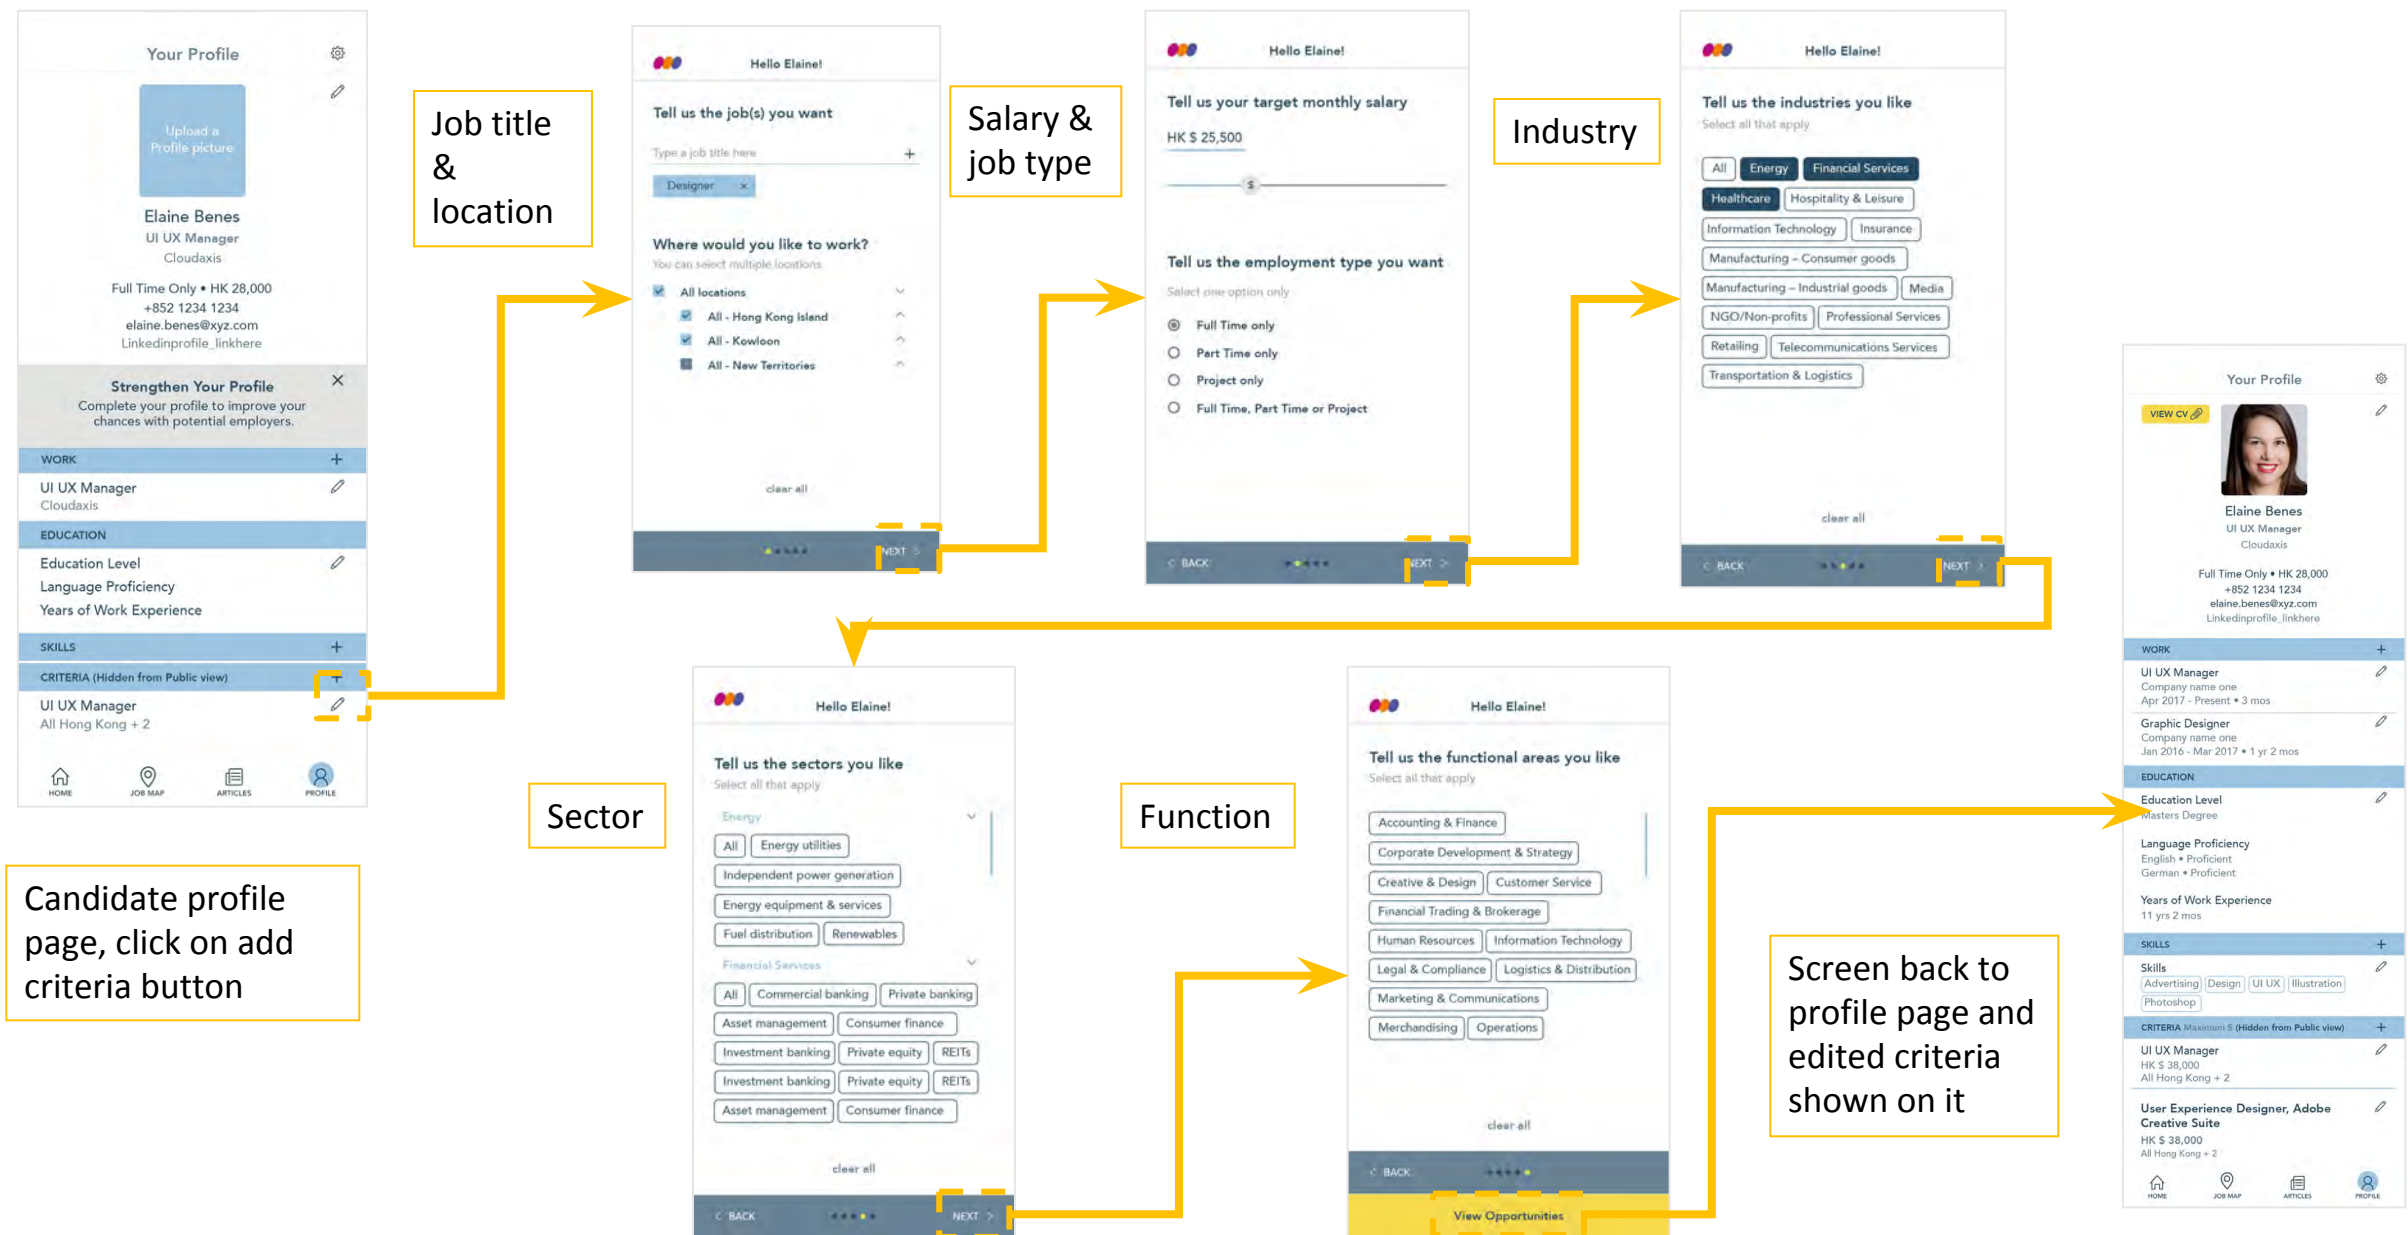 Your Profile
Upload a
Profile picture
Elaine Benes
UI UX Manager
Cloudaxis
Full Time Only • HK 28,000
+852 1234 1234
elaine.benes@xyz.com
Linkedinprofile_linkhere
Strengthen Your Profile
Complete your profile to improve your
chances with potential employers.
WORK
UI UX Manager
Cloudaxis
EDUCATION
Education Level
Language Proficiency
Years of Work Experience
SKILLS
CRITERIA (Hidden from Public view)
UI UX Manager
All Hong Kong + 2
HOME JOB MAP ARTICLES PROFILE
Candidate profile
page, click on add
criteria button
Job title
&
location
Hello Elaine!
Tell us the job(s) you want
Type a job title here +
Designer x
Where would you like to work?
You can select multiple locations
All locations
All - Hong Kong Island
All - Kowloon
All - New Territories
clear all
NEXT >
Salary &
job type
Hello Elaine!
Tell us your target monthly salary
HK $ 25,500
$
Tell us the employment type you want
Select one option only
Full Time only
Part Time only
Project only
Full Time, Part Time or Project
< BACK NEXT >
Industry
Hello Elaine!
Tell us the industries you like
Select all that apply
All Energy Financial Services
Healthcare Hospitality & Leisure
Information Technology Insurance
Manufacturing – Consumer goods
Manufacturing – Industrial goods Media
NGO/Non-profits Professional Services
Retailing Telecommunications Services
Transportation & Logistics
clear all
< BACK NEXT >
Sector
Hello Elaine!
Tell us the sectors you like
Select all that apply
Energy
All Energy utilities
Independent power generation
Energy equipment & services
Fuel distribution Renewables
Financial Services
All Commercial banking Private banking
Asset management Consumer finance
Investment banking Private equity REITs
Investment banking Private equity REITs
Asset management Consumer finance
clear all
< BACK NEXT >
Function
Hello Elaine!
Tell us the functional areas you like
Select all that apply
Accounting & Finance
Corporate Development & Strategy
Creative & Design Customer Service
Financial Trading & Brokerage
Human Resources Information Technology
Legal & Compliance Logistics & Distribution
Marketing & Communications
Merchandising Operations
clear all
< BACK
View Opportunities
Screen back to
profile page and
edited criteria
shown on it
Your Profile
VIEW CV
Elaine Benes
UI UX Manager
Cloudaxis
Full Time Only • HK 28,000
+852 1234 1234
elaine.benes@xyz.com
Linkedinprofile_linkhere
WORK +
UI UX Manager
Company name one
Apr 2017 - Present • 3 mos
Graphic Designer
Company name one
Jan 2016 - Mar 2017 • 1 yr 2 mos
EDUCATION
Education Level
Masters Degree
Language Proficiency
English • Proficient
German • Proficient
Years of Work Experience
11 yrs 2 mos
SKILLS +
Skills
Advertising Design UI UX Illustration
Photoshop
CRITERIA Maximum 5 (Hidden from Public view) +
UI UX Manager
HK $ 38,000
All Hong Kong + 2
User Experience Designer, Adobe
Creative Suite
HK $ 38,000
All Hong Kong + 2
HOME JOB MAP ARTICLES PROFILE